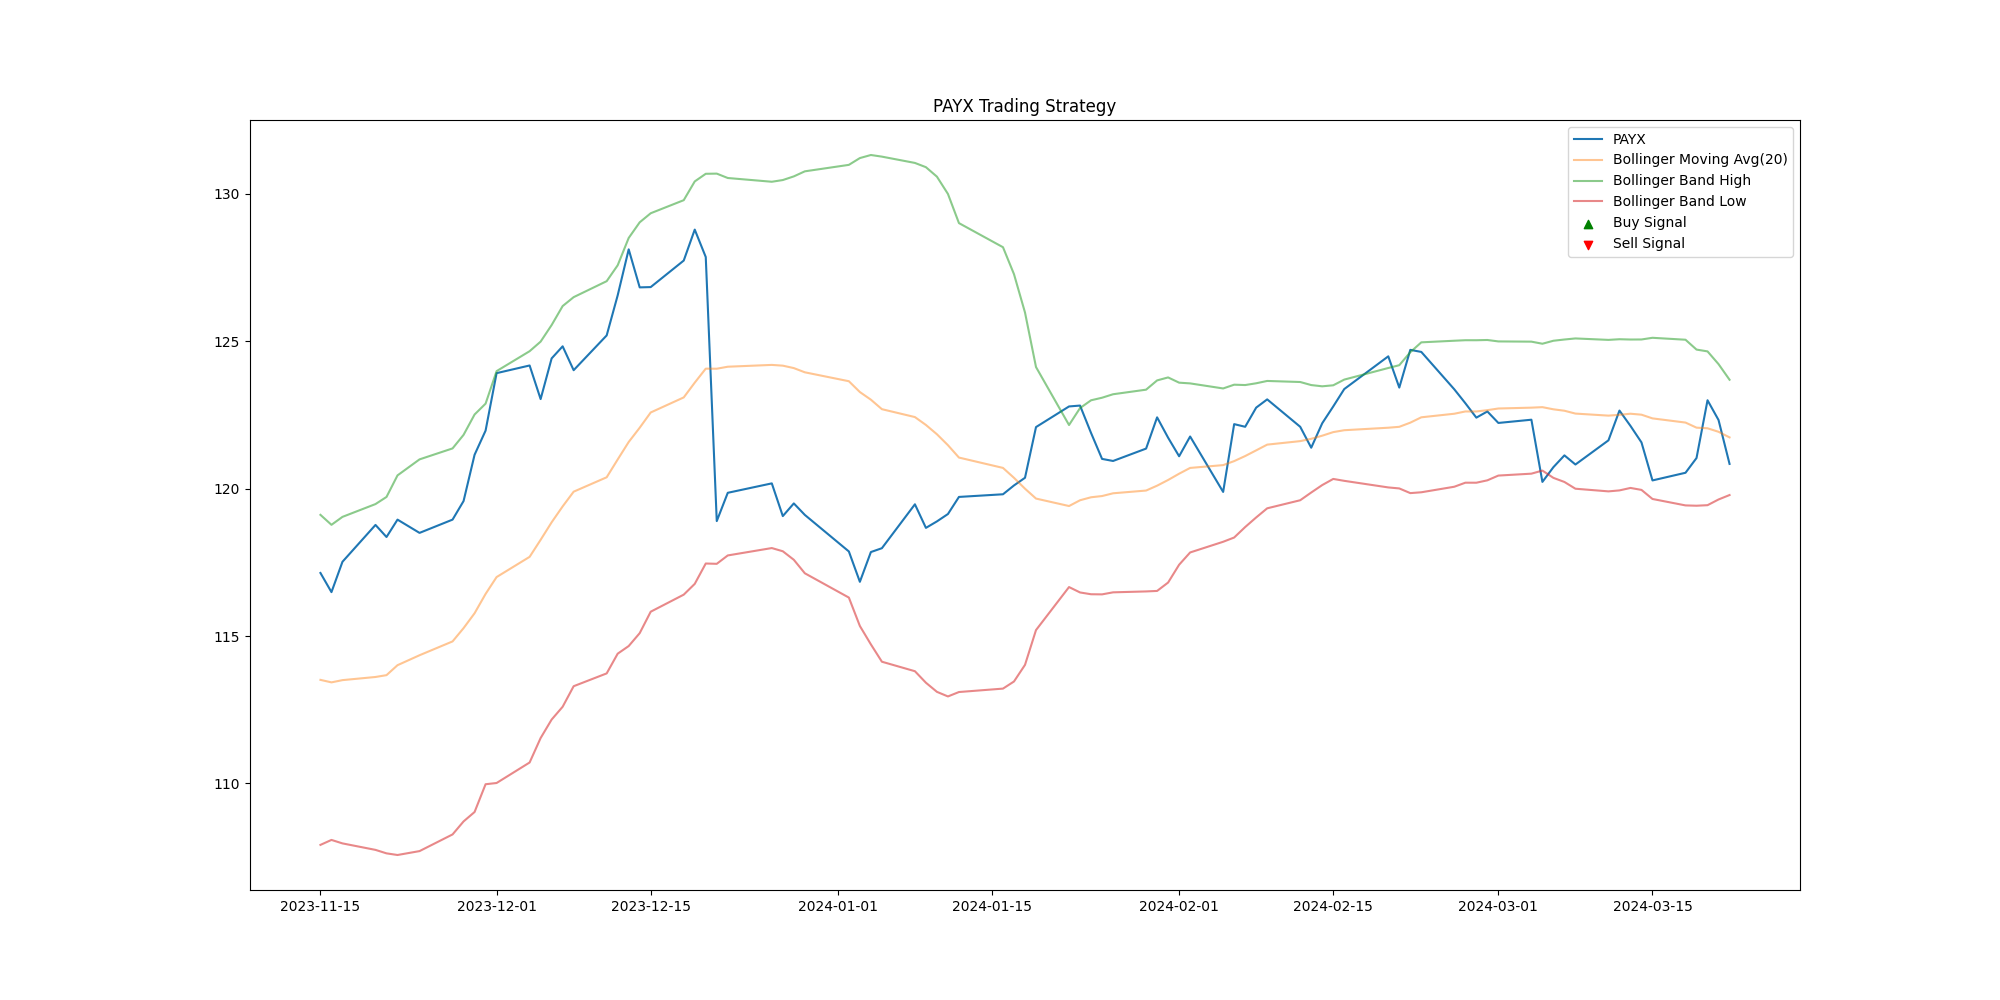 PAYX Trading Strategy
PAYX
Bollinger Moving Avg(20)
Bollinger Band High
Bollinger Band Low
Buy Signal
Sell Signal
130
125
120
115
110
2023-11-15 2023-12-01 2023-12-15 2024-01-01 2024-01-15 2024-02-01 2024-02-15 2024-03-01 2024-03-15